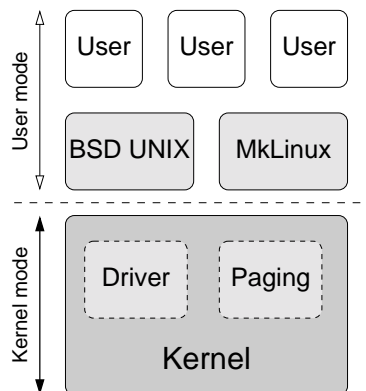 User mode
User User User
BSD UNIX MkLinux
Kernel mode
Driver Paging
Kernel